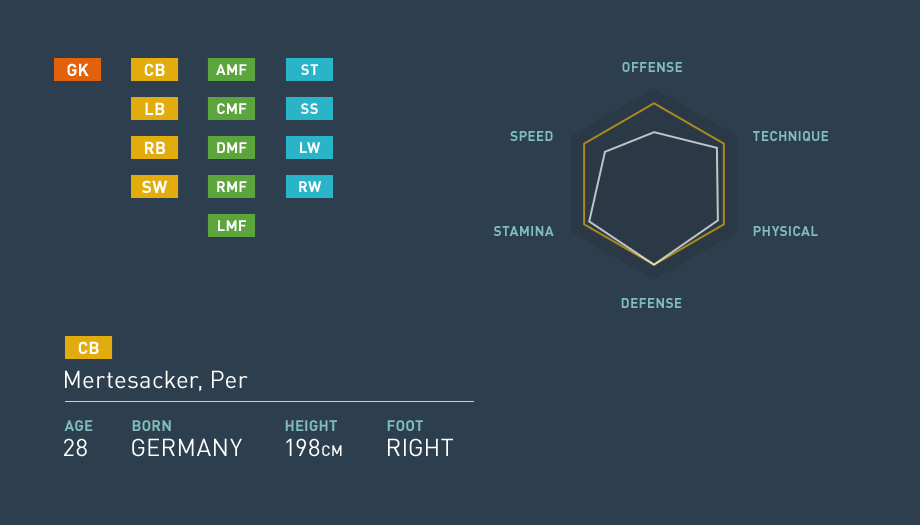 GK CB AMF ST
LB CMF SS
RB DMF LW
SW RMF RW
LMF
OFFENSE
SPEED TECHNIQUE
STAMINA PHYSICAL
DEFENSE
CB
Mertesacker, Per
AGE BORN HEIGHT FOOT
28 GERMANY 198CM RIGHT